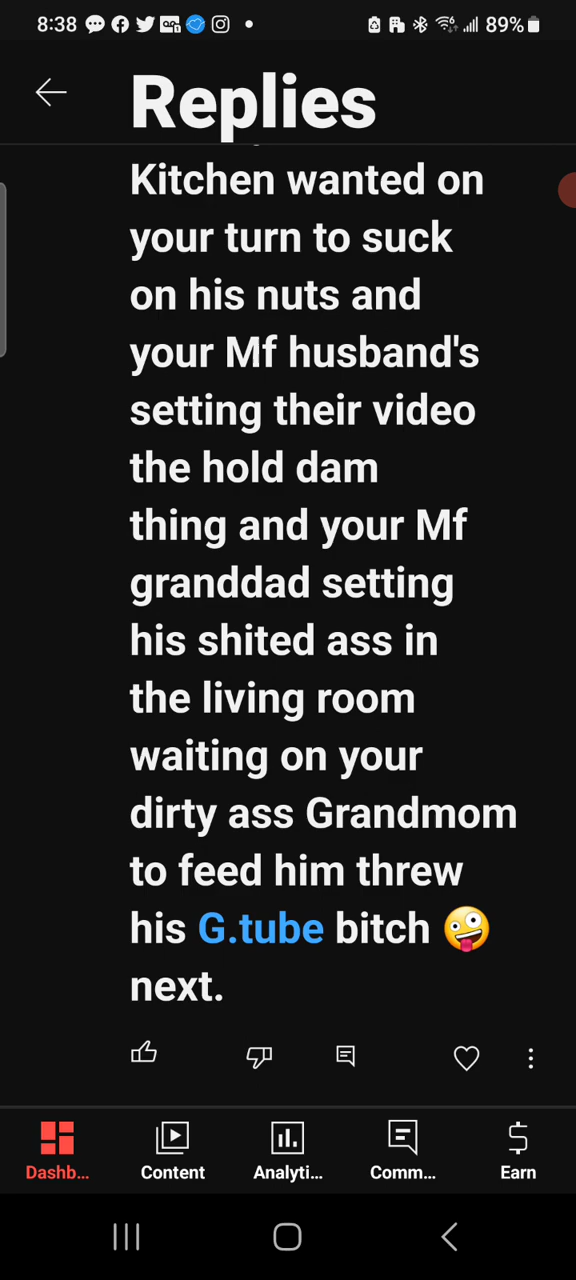 8:38
89%
Replies
Kitchen wanted on
your turn to suck
on his nuts and
your Mf husband's
setting their video
the hold dam
thing and your Mf
granddad setting
his shited ass in
the living room
waiting on your
dirty ass Grandmom
to feed him threw
his G.tube bitch 🤪
next.
Dashb... Content Analyti... Comm... Earn